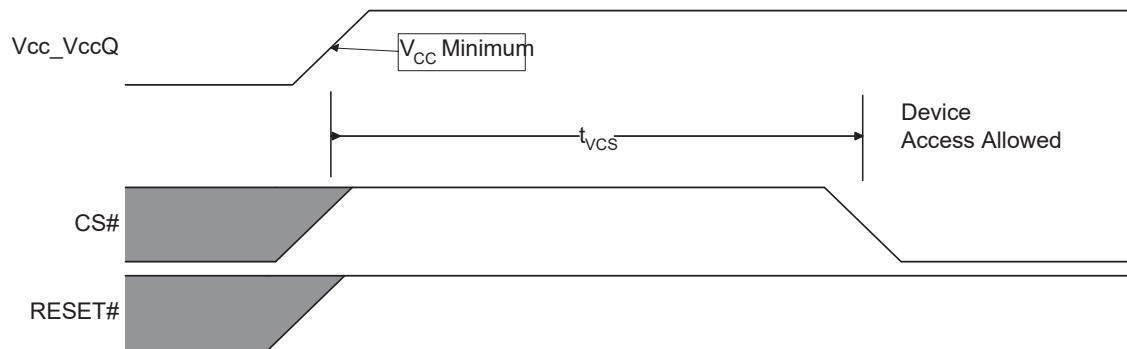 Vcc_VccQ
VCC Minimum
tVCS
Device
Access Allowed
CS#
RESET#